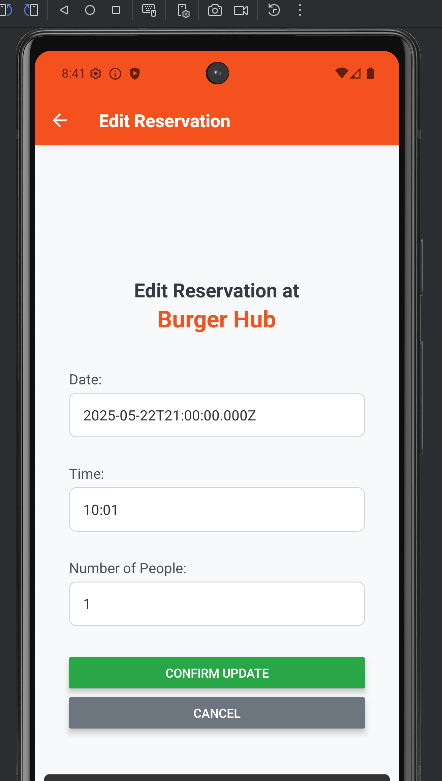 8:41
Edit Reservation
Edit Reservation at
Burger Hub
Date:
2025-05-22T21:00:00.000Z
Time:
10:01
Number of People:
1
CONFIRM UPDATE
CANCEL